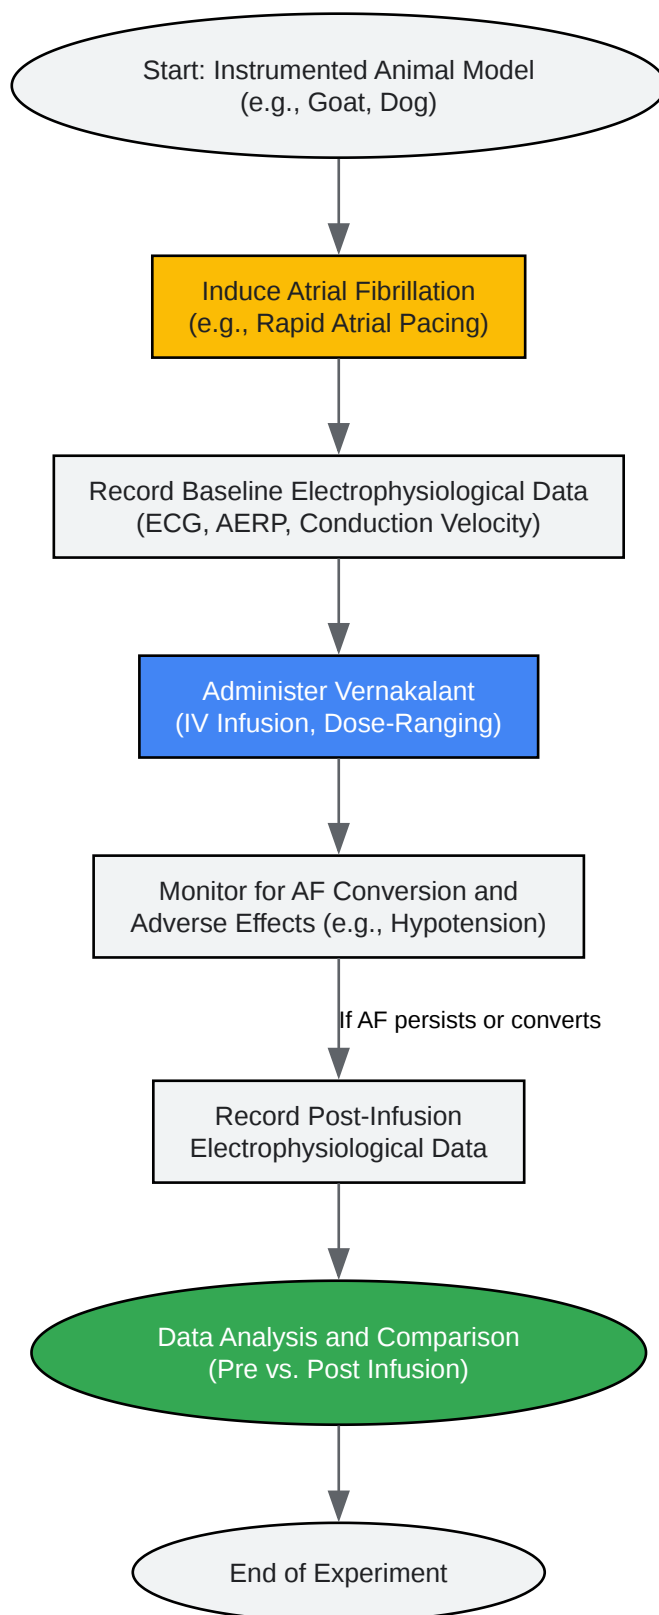 Start: Instrumented Animal Model
(e.g., Goat, Dog)
Induce Atrial Fibrillation
(e.g., Rapid Atrial Pacing)
Record Baseline Electrophysiological Data
(ECG, AERP, Conduction Velocity)
Administer Vernakalant
(IV Infusion, Dose-Ranging)
Monitor for AF Conversion and
Adverse Effects (e.g., Hypotension)
If AF persists or converts
Record Post-Infusion
Electrophysiological Data
Data Analysis and Comparison
(Pre vs. Post Infusion)
End of Experiment